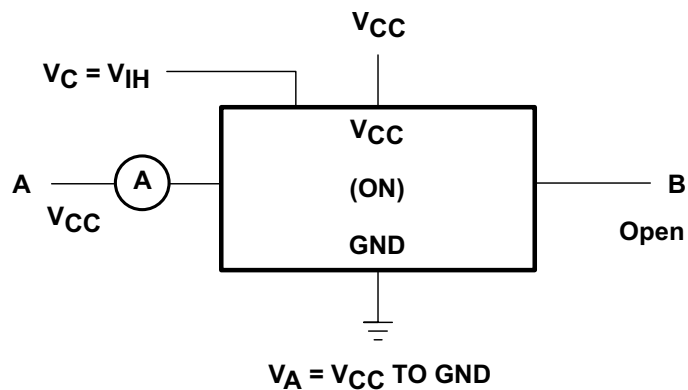 VCC
VC = VIH
VCC
A
A
(ON)
B
VCC
Open
GND
VA = VCC TO GND